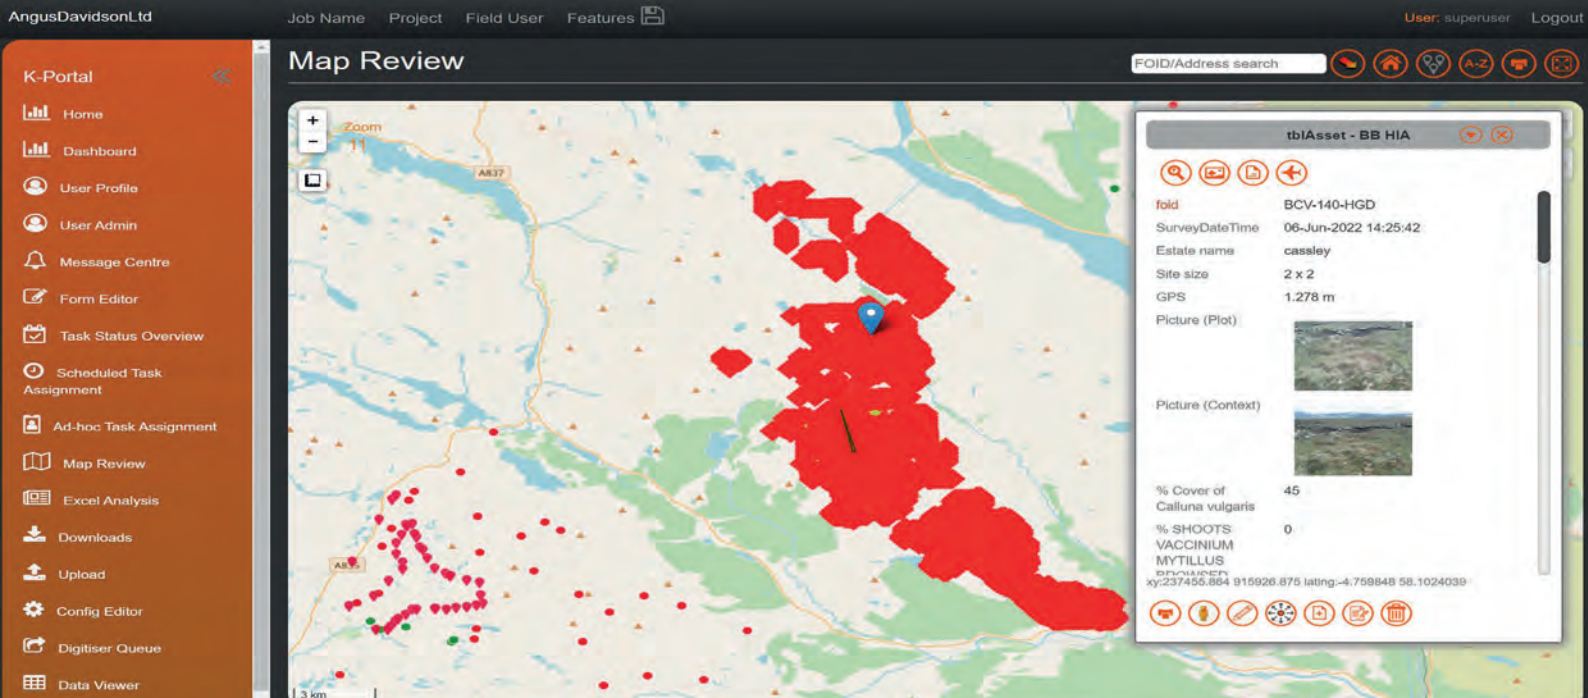 AngusDavidsonLtd
Job Name Project Field User Features
User: superuser Logout
K-Portal
Home
Dashboard
User Profile
User Admin
Message Centre
Form Editor
Task Status Overview
Scheduled Task
Assignment
Ad-hoc Task Assignment
Map Review
Excel Analysis
Downloads
Upload
Config Editor
Digitiser Queue
Data Viewer
Map Review
FOID/Address search
A-Z
+
Zoom
11
−
A837
3 km
tblAsset - BB HIA
foid BCV-140-HGD
SurveyDateTime 06-Jun-2022 14:25:42
Estate name cassley
Site size 2 x 2
GPS 1.278 m
Picture (Plot)
Picture (Context)
% Cover of 45
Calluna vulgaris
% SHOOTS 0
VACCINIUM
MYTILLUS
BROWSED
xy:237455.864 915926.875 latlng:-4.759848 58.1024039